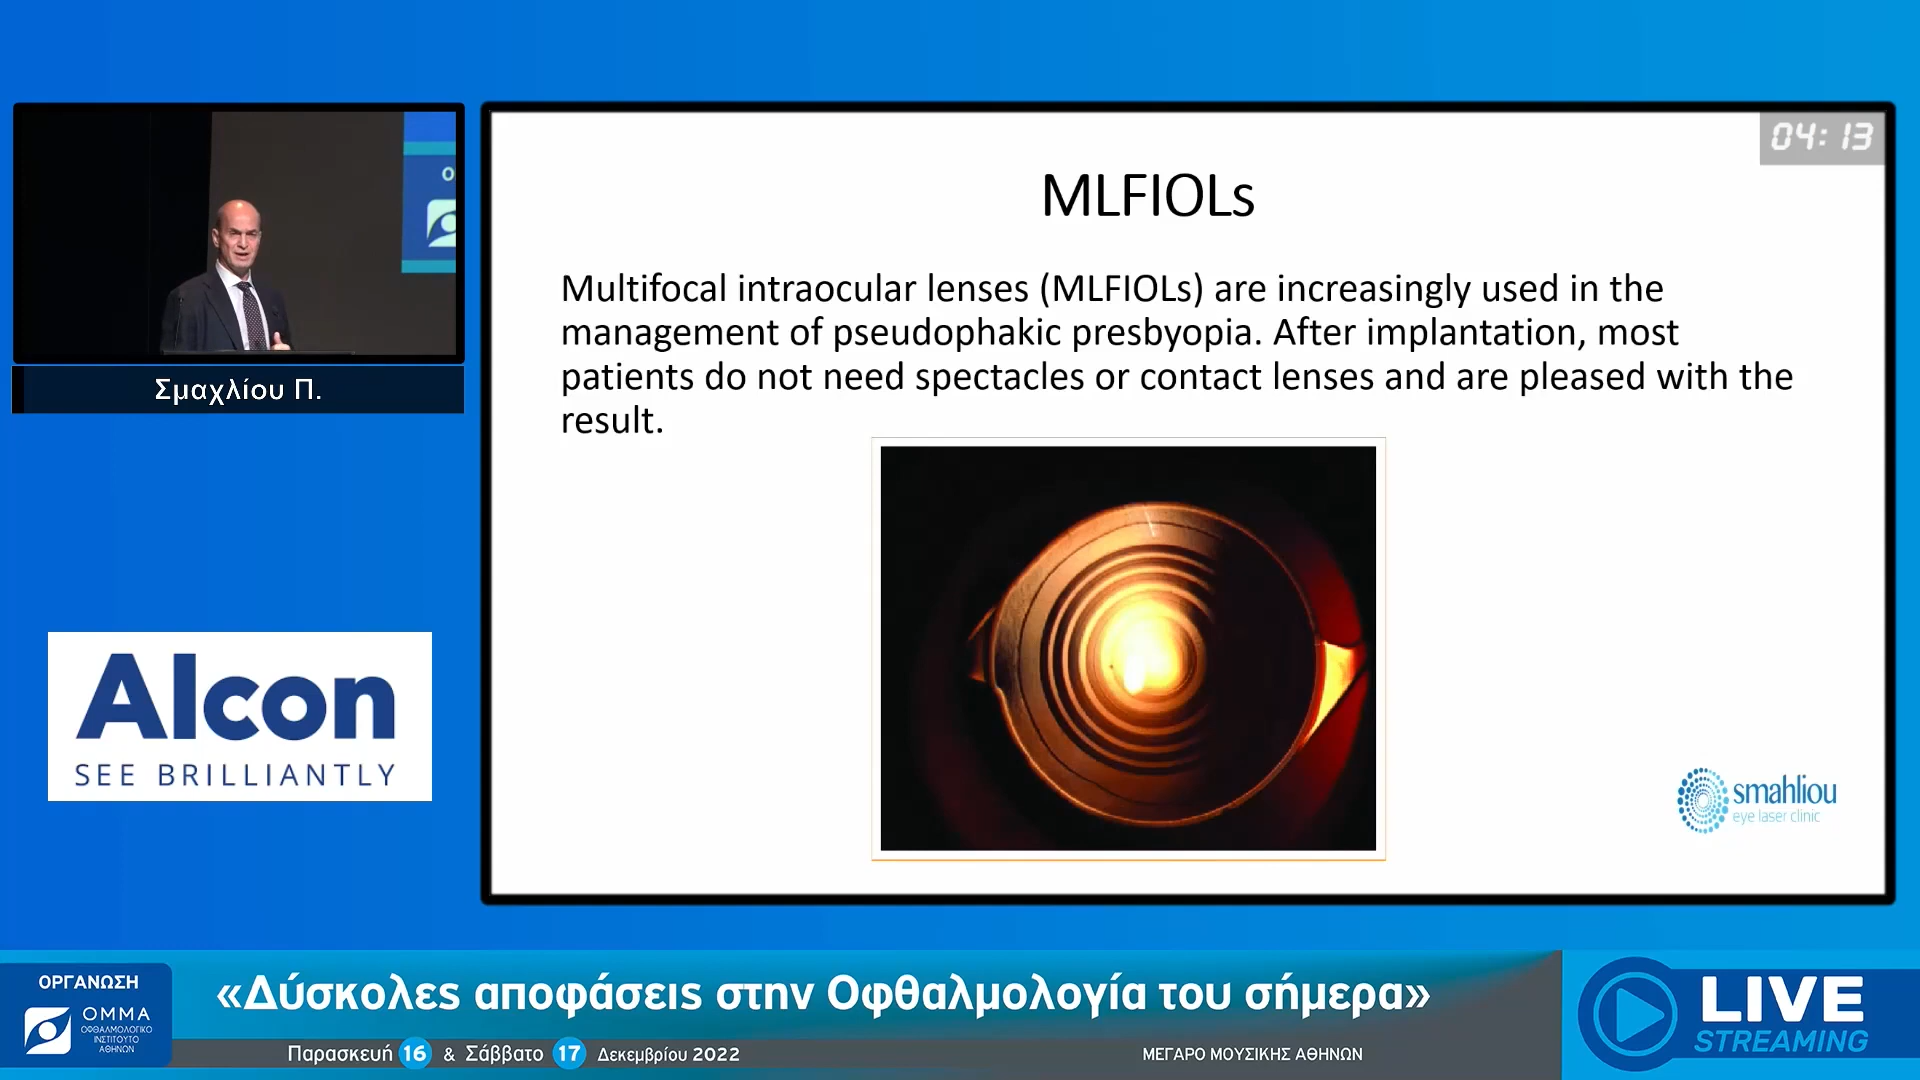 04:13
MLFIOLs
Multifocal intraocular lenses (MLFIOLs) are increasingly used in the
management of pseudophakic presbyopia. After implantation, most
patients do not need spectacles or contact lenses and are pleased with the
result.
smahliou
eye laser clinic
Σμαχλίου Π.
Alcon
SEE BRILLIANTLY
ΟΡΓΑΝΩΣΗ
OMMA
ΟΦΘΑΛΜΟΛΟΓΙΚΟ
ΙΝΣΤΙΤΟΥΤΟ
ΑΘΗΝΩΝ
«Δύσκολες αποφάσεις στην Οφθαλμολογία του σήμερα»
Παρασκευή 16 & Σάββατο 17 Δεκεμβρίου 2022
ΜΕΓΑΡΟ ΜΟΥΣΙΚΗΣ ΑΘΗΝΩΝ
LIVE
STREAMING